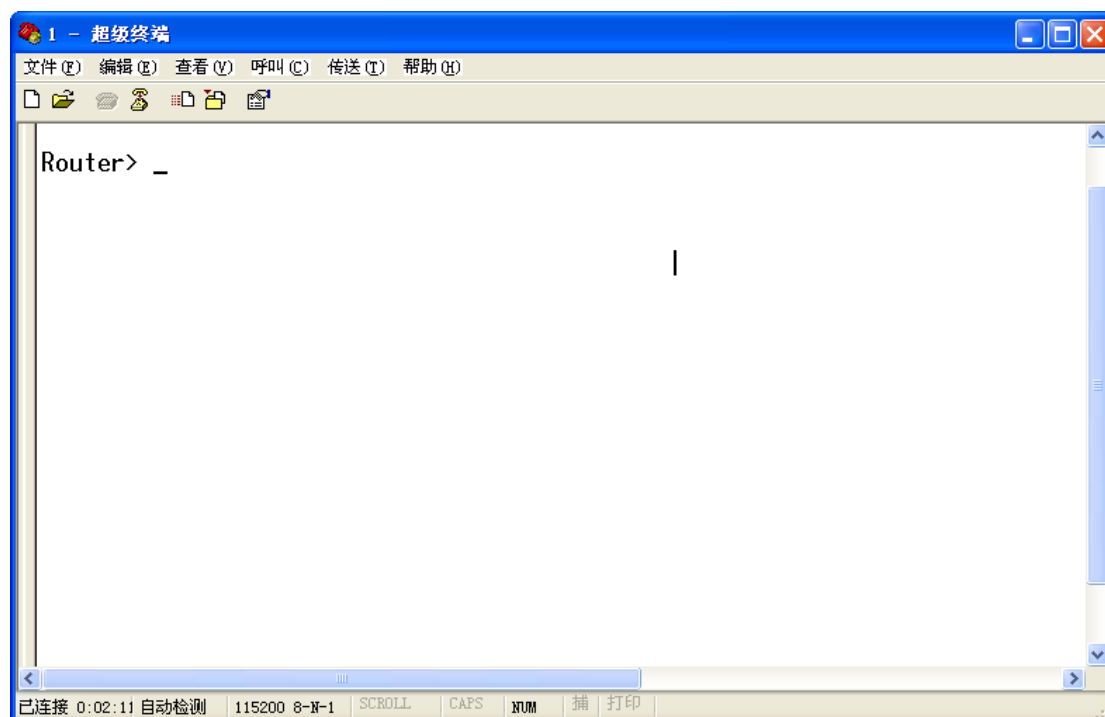 1 - 超级终端
文件(F) 编辑(E) 查看(V) 呼叫(C) 传送(T) 帮助(H)
Router> _
已连接 0:02:11 自动检测 115200 8-N-1 SCROLL CAPS NUM 捕 打印